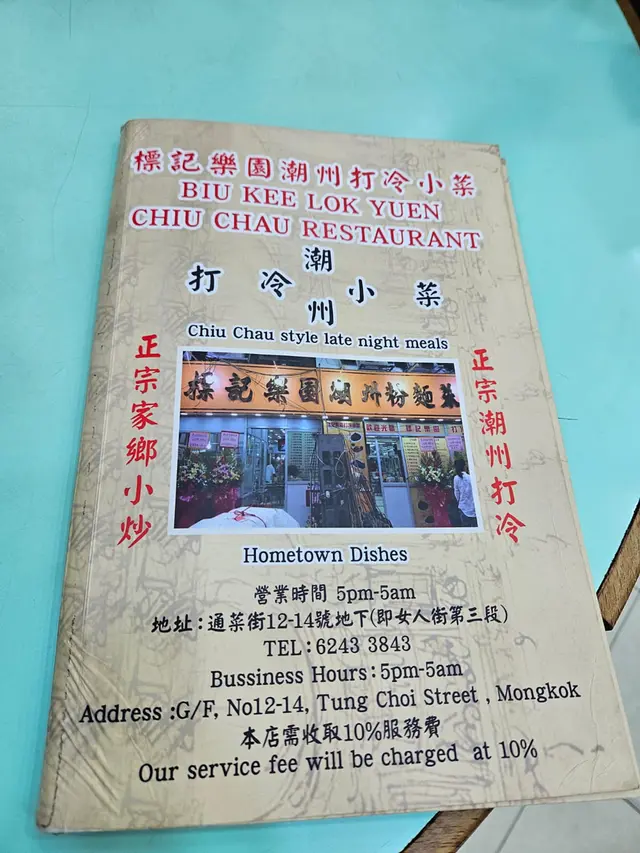 標記樂園潮州打冷小菜
BIU KEE LOK YUEN
CHIU CHAU RESTAURANT
潮州
打冷小菜
Chiu Chau style late night meals
正宗家鄉小炒
正宗潮州打冷
標記樂園潮州粉麵菜
Hometown Dishes
營業時間 5pm-5am
地址:通菜街12-14號地下(即女人街第三段)
TEL:6243 3843
Bussiness Hours:5pm-5am
Address :G/F, No12-14, Tung Choi Street , Mongkok
本店需收取10%服務費
Our service fee will be charged at 10%